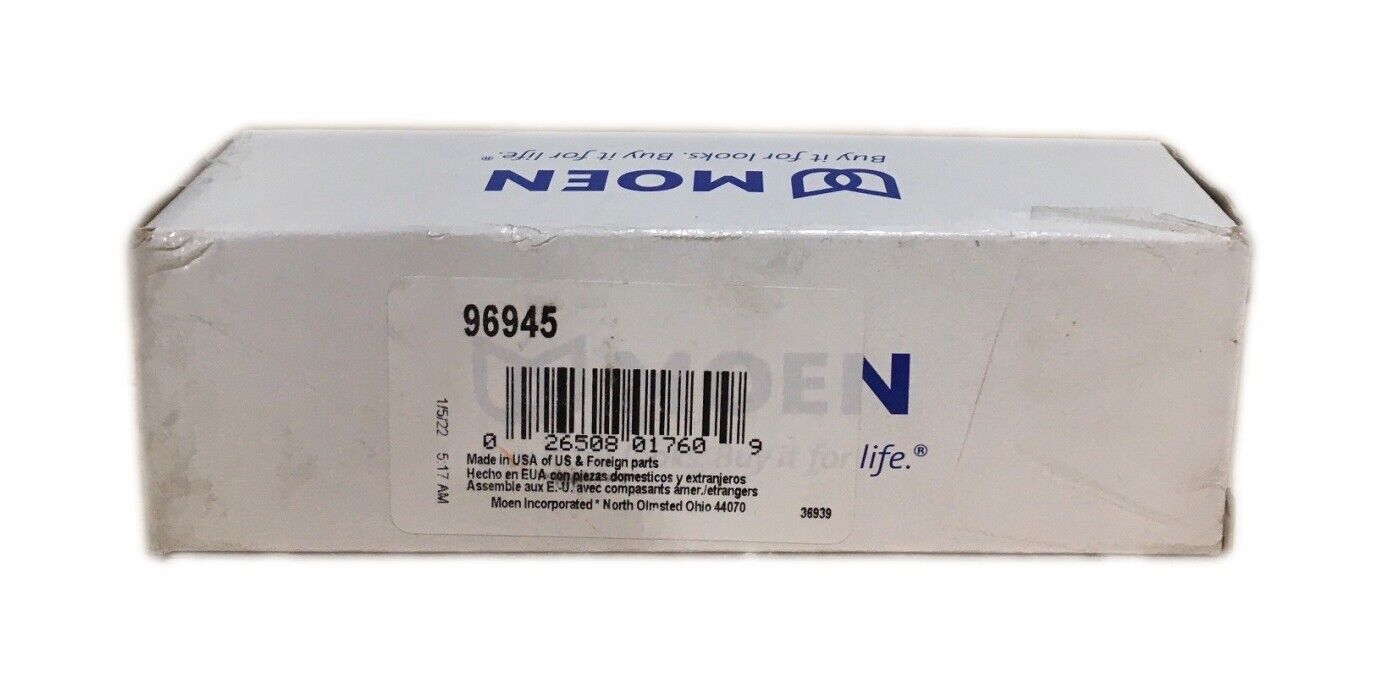 Buy it for looks. Buy it for life.®
MOEN
96945
MOEN
looks. Buy it for life.®
1/5/22 5:17 AM
0 26508 01760 9
Made in USA of US & Foreign parts
Hecho en EUA con piezas domesticos y extranjeros
Assemble aux E.-U. avec compasants amer./etrangers
Moen Incorporated * North Olmsted Ohio 44070
36939